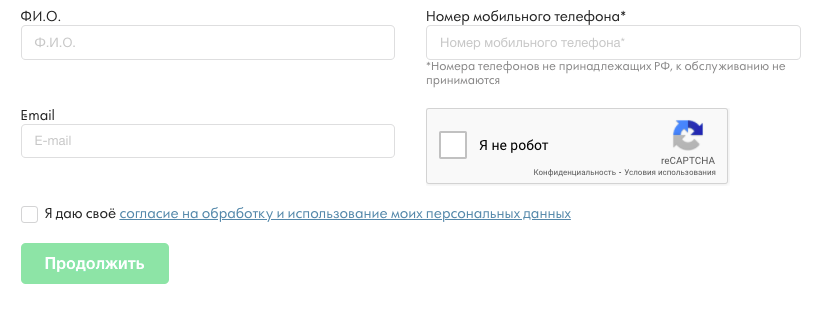 Ф.И.О.
Ф.И.О.
Номер мобильного телефона*
Номер мобильного телефона*
*Номера телефонов не принадлежащих РФ, к обслуживанию не
принимаются
Email
E-mail
Я не робот
reCAPTCHA
Конфиденциальность - Условия использования
Я даю своё согласие на обработку и использование моих персональных данных
Продолжить